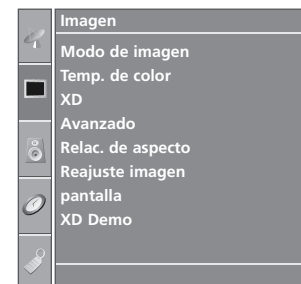 Imagen
Modo de imagen
Temp. de color
XD
Avanzado
Relac. de aspecto
Reajuste imagen
pantalla
XD Demo